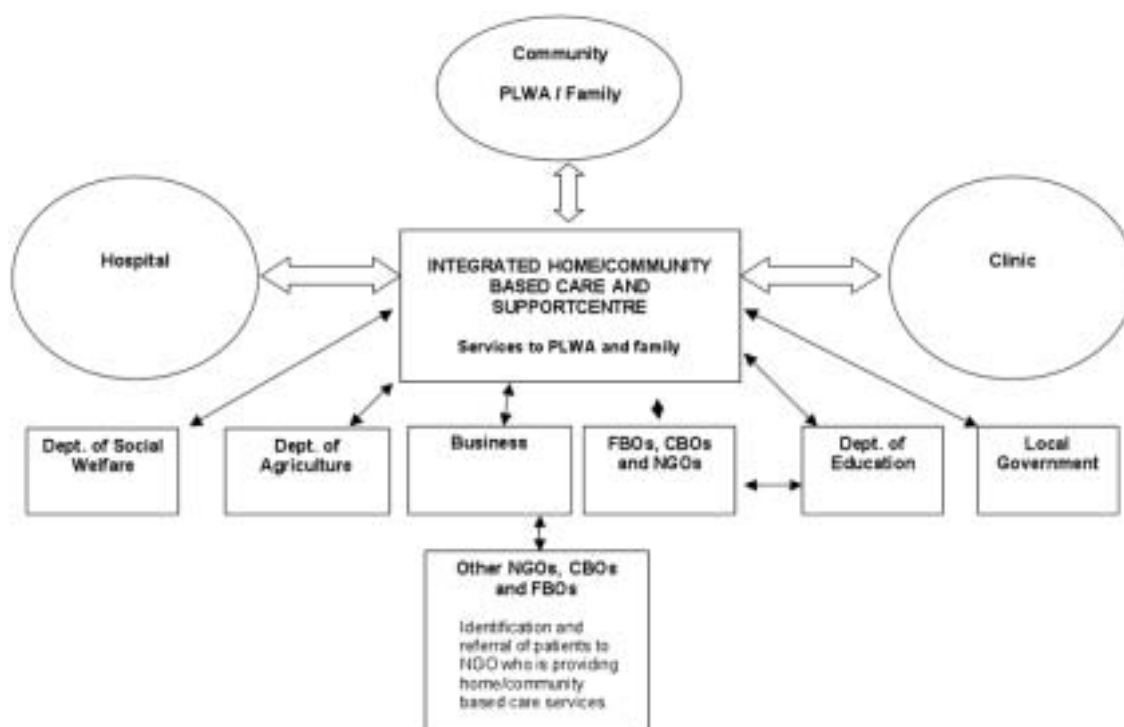 Community
PLWA / Family
Hospital
INTEGRATED HOME/COMMUNITY
BASED CARE AND
SUPPORTCENTRE
Services to PLWA and family
Clinic
Dept. of Social
Welfare
Dept. of
Agriculture
Business
FBOs, CBOs
and NGOs
Dept. of
Education
Local
Government
Other NGOs, CBOs
and FBOs
Identification and
referral of patients to
NGO who is providing
home/community
based care services